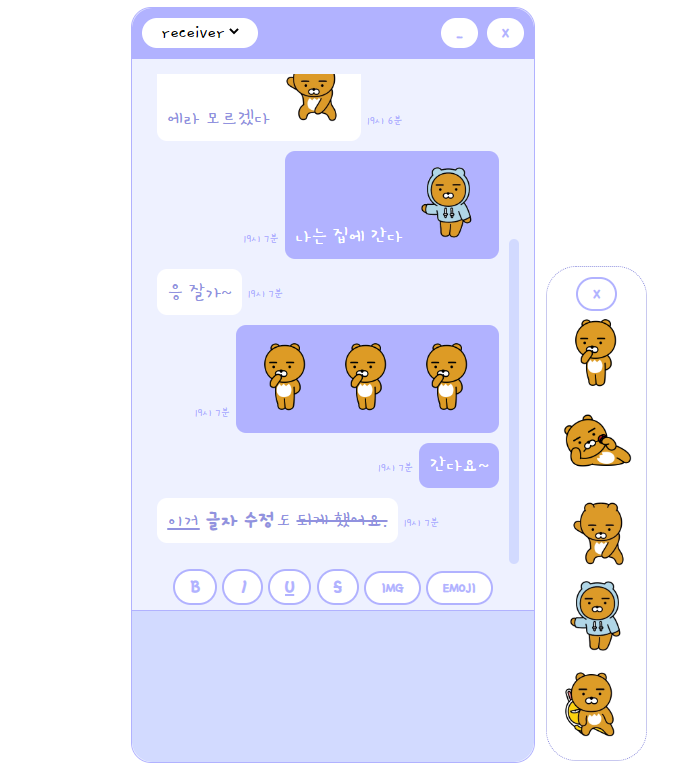 receiver
_
x
에라 모르겠다
19시 6분
나는 집에 간다
19시 7분
응 잘가~
19시 7분
19시 7분
간다요~
19시 7분
이거 글자 수정 도 되게 했어요.
19시 7분
B I U S IMG EMOJI
x